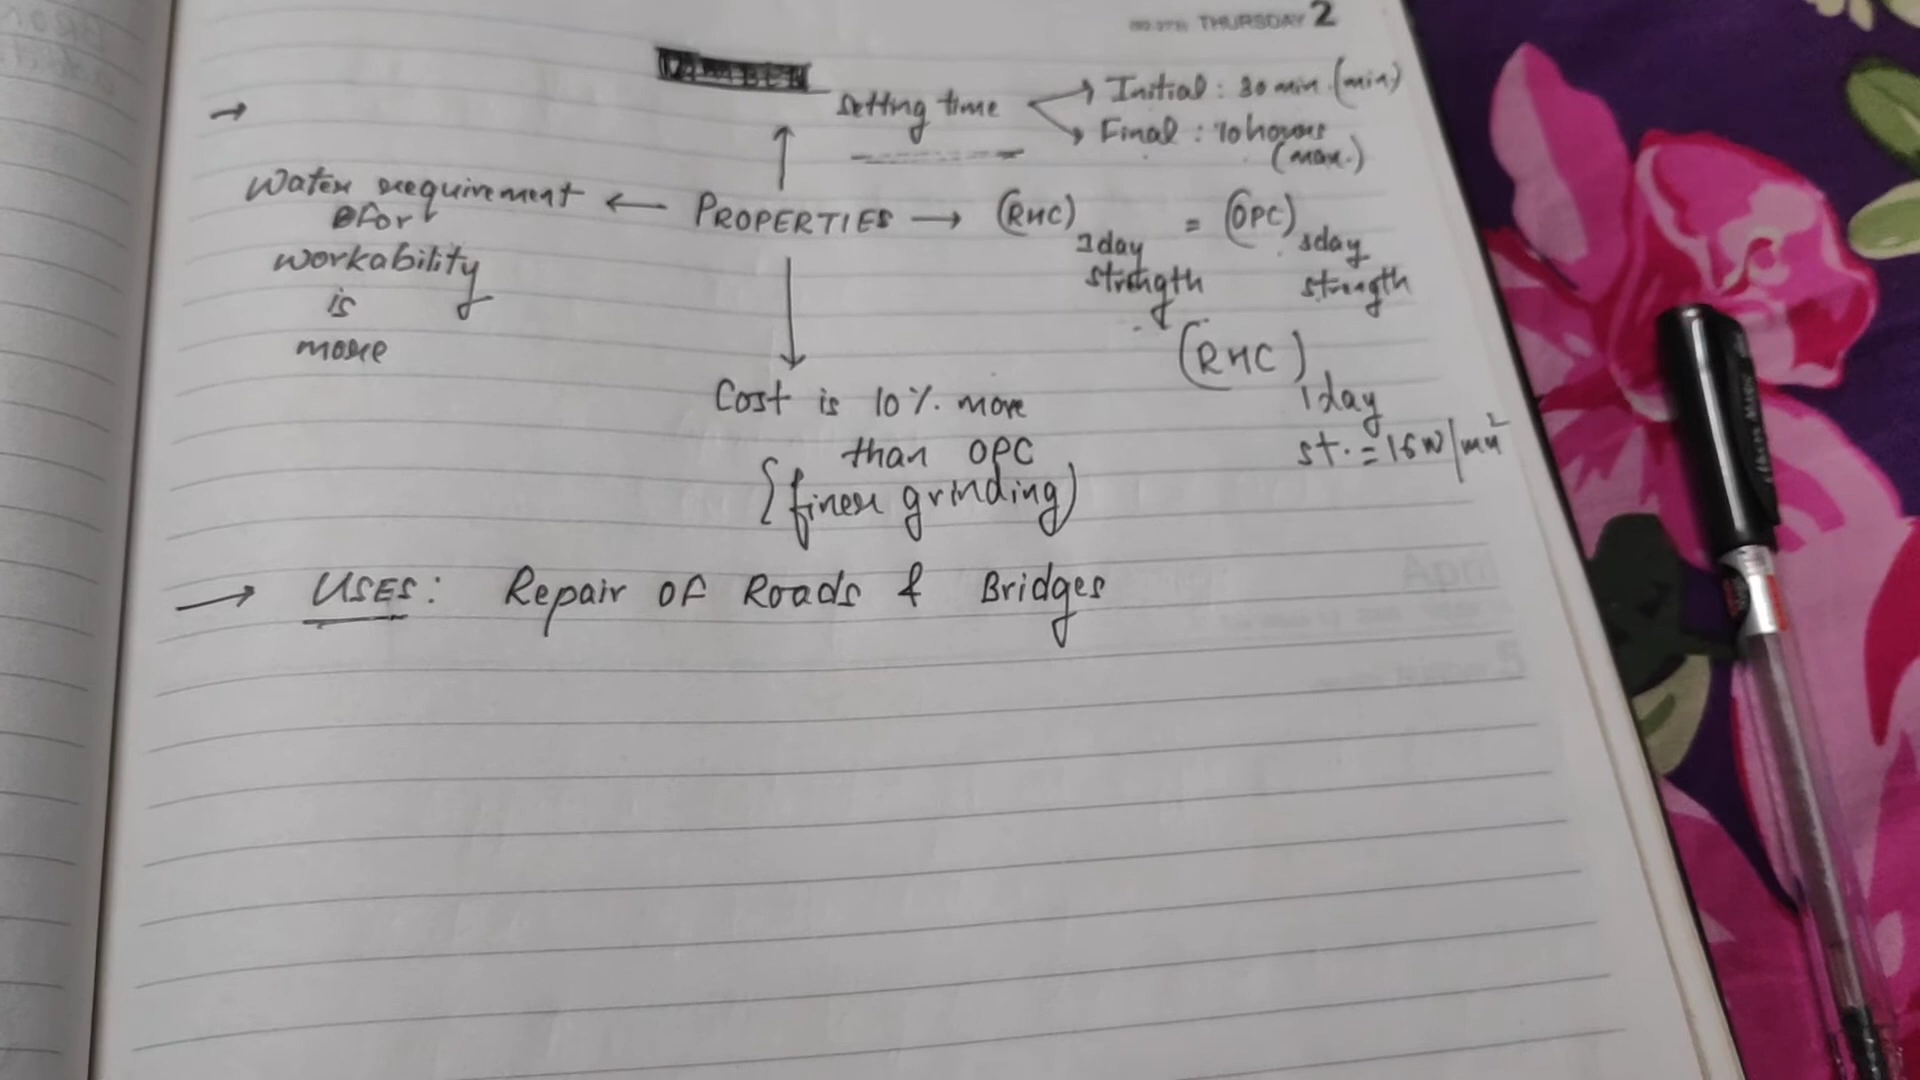 THURSDAY 2
→ Setting time → Initial : 30 min (min)
→ Final : 10 hours
(max.)
Water requirement ← PROPERTIES → (RHC) 1day strength = (OPC) 3day strength
for
workability
is
more
(RHC) 1day
st. = 16N/mm²
Cost is 10% more
than OPC
{finer grinding)
→ USES: Repair OF Roads & Bridges